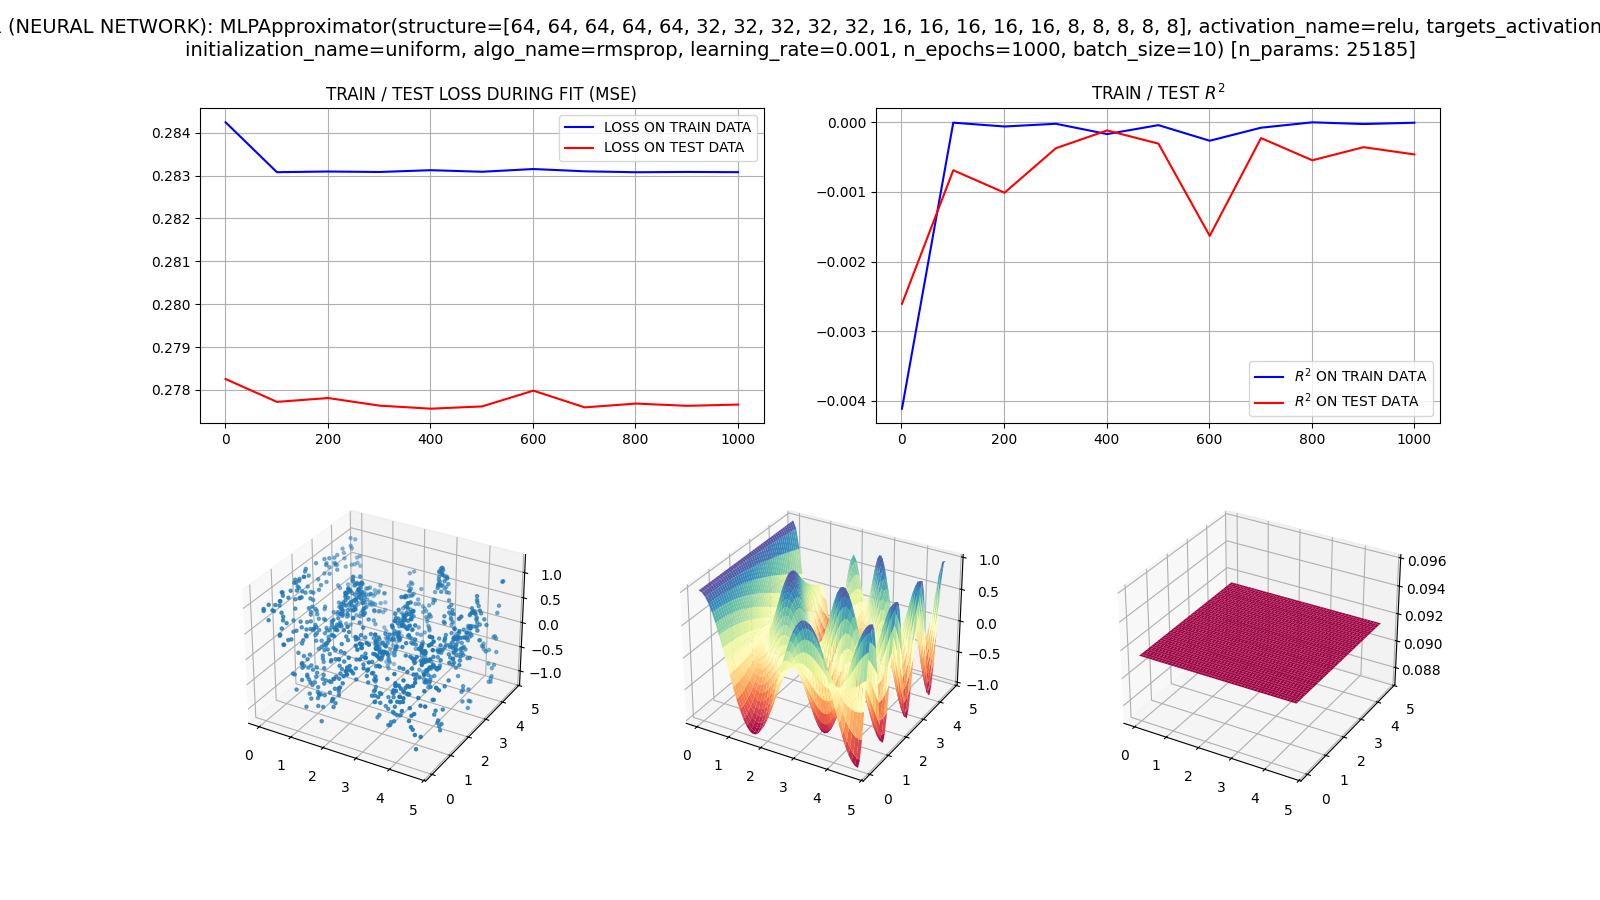 (NEURAL NETWORK): MLPApproximator(structure=[64, 64, 64, 64, 64, 32, 32, 32, 32, 32, 16, 16, 16, 16, 16, 8, 8, 8, 8, 8], activation_name=relu, targets_activation
initialization_name=uniform, algo_name=rmsprop, learning_rate=0.001, n_epochs=1000, batch_size=10) [n_params: 25185]
TRAIN / TEST LOSS DURING FIT (MSE)
LOSS ON TRAIN DATA
LOSS ON TEST DATA
0.284
0.283
0.282
0.281
0.280
0.279
0.278
0 200 400 600 800 1000
TRAIN / TEST R²
0.000
−0.001
−0.002
−0.003
−0.004
R² ON TRAIN DATA
R² ON TEST DATA
0 200 400 600 800 1000
1.0
0.5
0.0
−0.5
−1.0
0 1 2 3 4 5
0 1 2 3 4 5
1.0
0.5
0.0
−0.5
−1.0
0 1 2 3 4 5
0 1 2 3 4 5
0.096
0.094
0.092
0.090
0.088
0 1 2 3 4 5
0 1 2 3 4 5